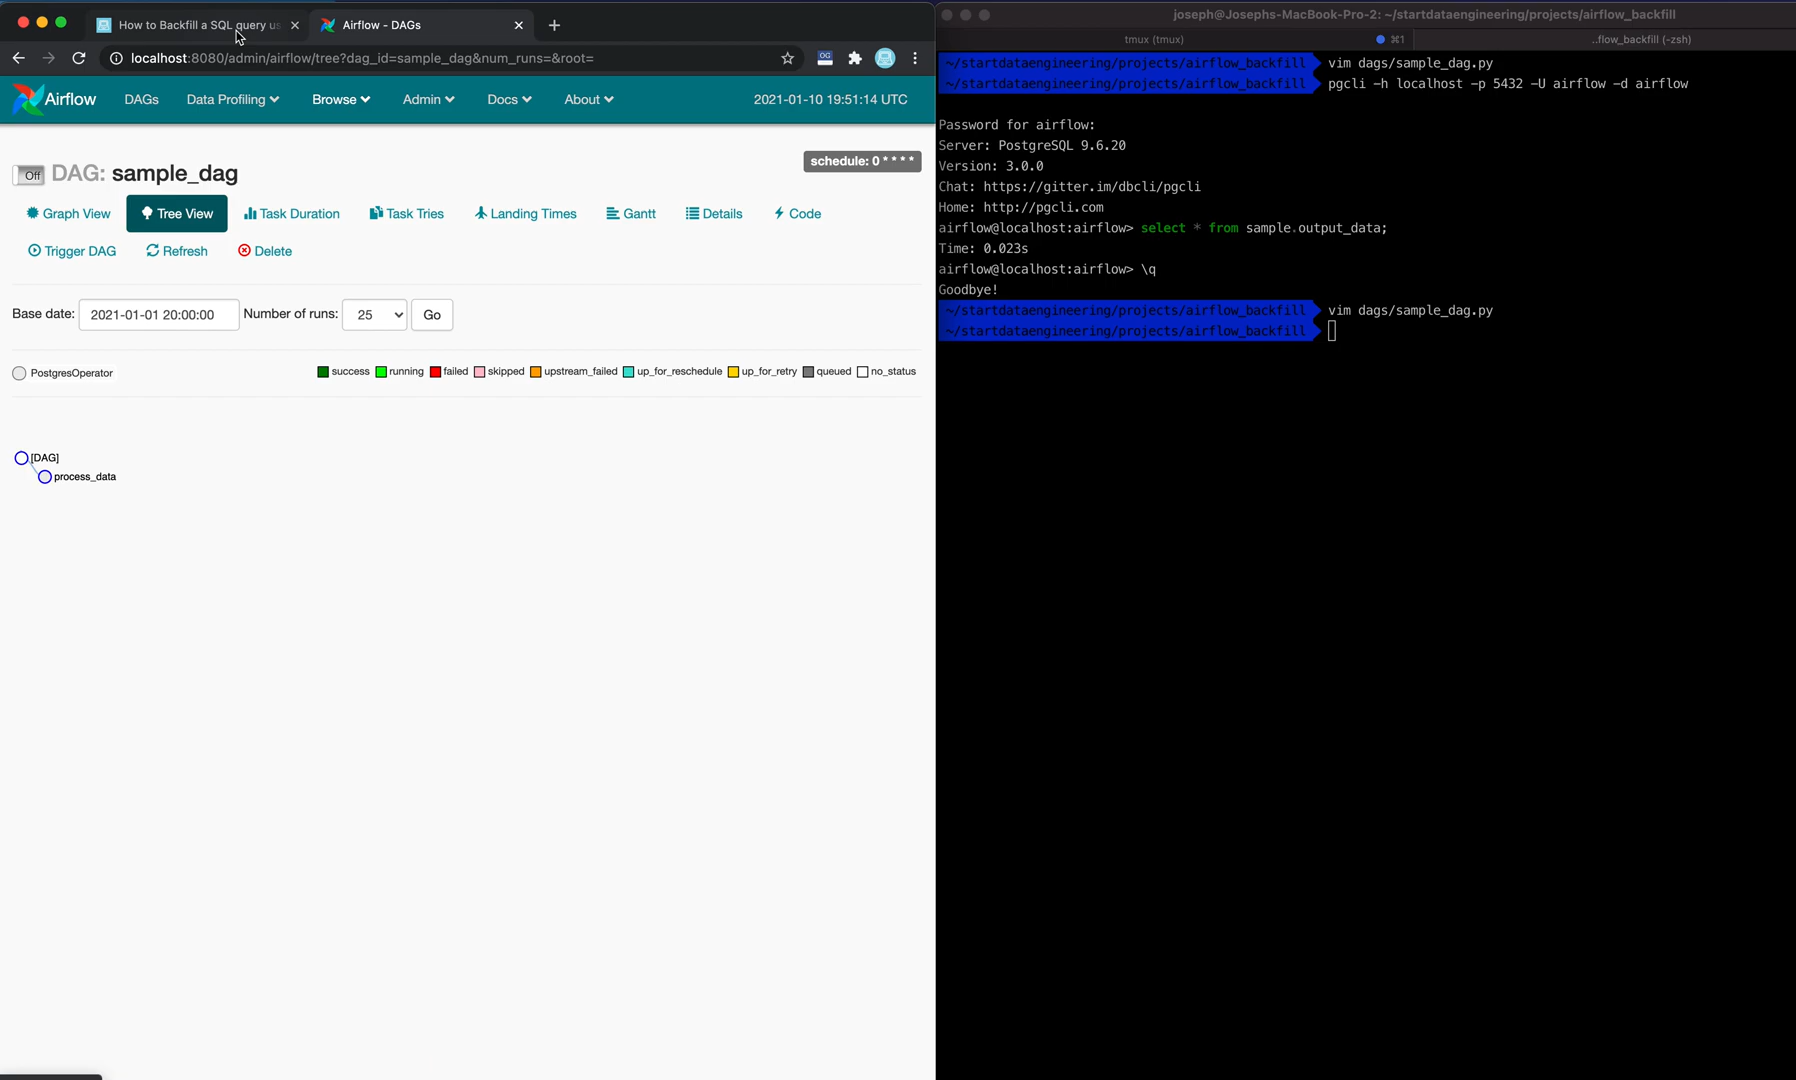 How to Backfill a SQL query us
Airflow - DAGs
localhost:8080/admin/airflow/tree?dag_id=sample_dag&num_runs=&root=
OG
Airflow DAGs Data Profiling Browse Admin Docs About 2021-01-10 19:51:14 UTC
Off DAG: sample_dag
schedule: 0 * * * *
Graph View Tree View Task Duration Task Tries Landing Times Gantt Details Code
Trigger DAG Refresh Delete
Base date: 2021-01-01 20:00:00 Number of runs: 25 Go
PostgresOperator
success running failed skipped upstream_failed up_for_reschedule up_for_retry queued no_status
[DAG]
process_data
joseph@Josephs-MacBook-Pro-2: ~/startdataengineering/projects/airflow_backfill
tmux (tmux) ⌘1 ..flow_backfill (-zsh)
~/startdataengineering/projects/airflow_backfill vim dags/sample_dag.py
~/startdataengineering/projects/airflow_backfill pgcli -h localhost -p 5432 -U airflow -d airflow
Password for airflow:
Server: PostgreSQL 9.6.20
Version: 3.0.0
Chat: https://gitter.im/dbcli/pgcli
Home: http://pgcli.com
airflow@localhost:airflow> select * from sample.output_data;
Time: 0.023s
airflow@localhost:airflow> \q
Goodbye!
~/startdataengineering/projects/airflow_backfill vim dags/sample_dag.py
~/startdataengineering/projects/airflow_backfill